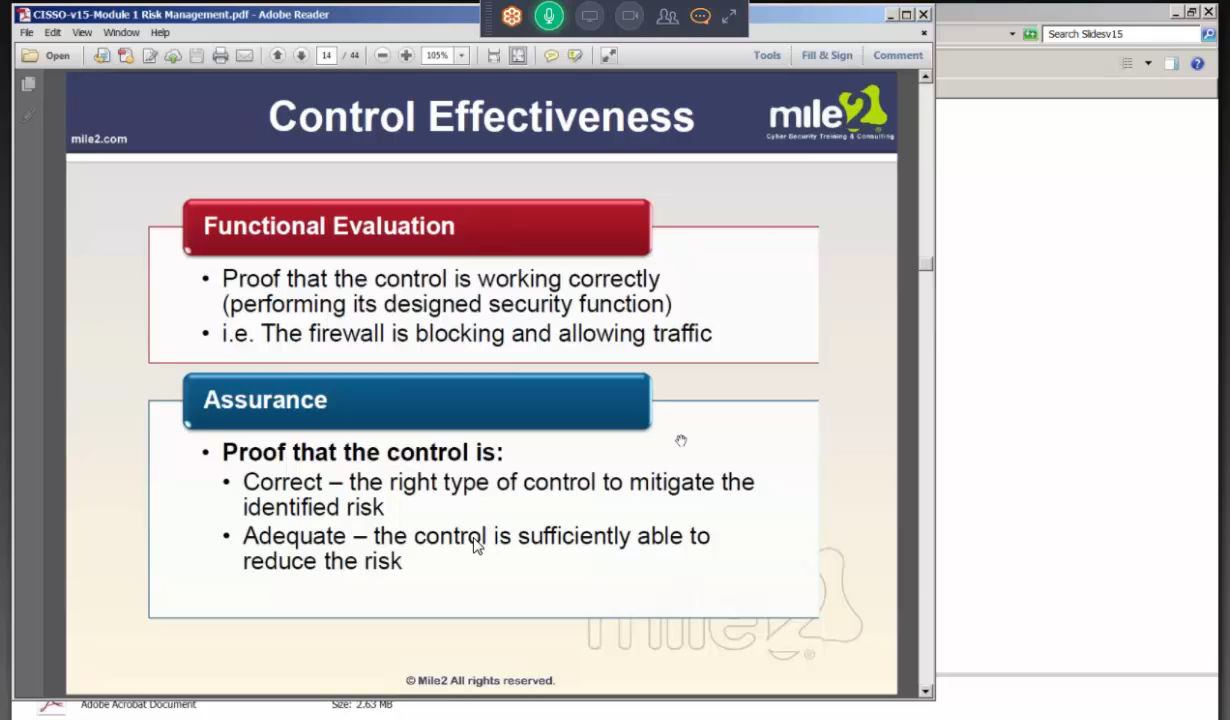 CISSO-v15-Module 1 Risk Management.pdf - Adobe Reader
File Edit View Window Help
Search Slidesv15
Open 14 / 44 105% Tools Fill & Sign Comment
Control Effectiveness
mile2
Cyber Security Training & Consulting
mile2.com
Functional Evaluation
• Proof that the control is working correctly
(performing its designed security function)
• i.e. The firewall is blocking and allowing traffic
Assurance
• Proof that the control is:
• Correct – the right type of control to mitigate the
identified risk
• Adequate – the control is sufficiently able to
reduce the risk
mile2
© Mile2 All rights reserved.
Adobe Acrobat Document Size: 2.63 MB